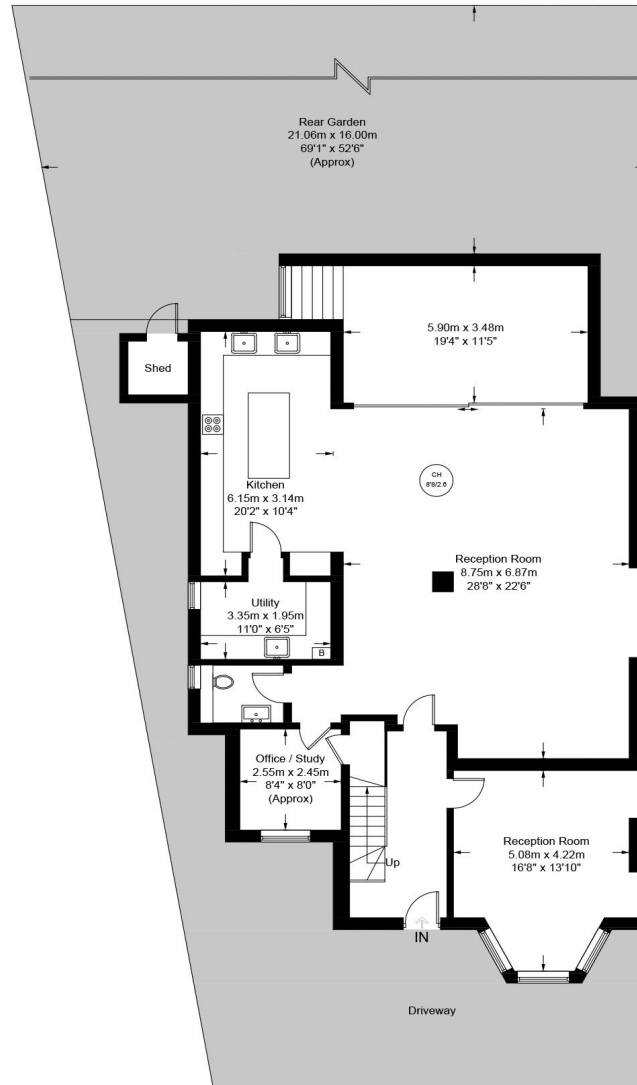 Rear Garden
21.06m x 16.00m
69'1" x 52'6"
(Approx)
5.90m x 3.48m
19'4" x 11'5"
Shed
Kitchen
6.15m x 3.14m
20'2" x 10'4"
CH
8'8/2.6
Reception Room
8.75m x 6.87m
28'8" x 22'6"
Utility
3.35m x 1.95m
11'0" x 6'5"
B
Office / Study
2.55m x 2.45m
8'4" x 8'0"
(Approx)
Up
Reception Room
5.08m x 4.22m
16'8" x 13'10"
IN
Driveway